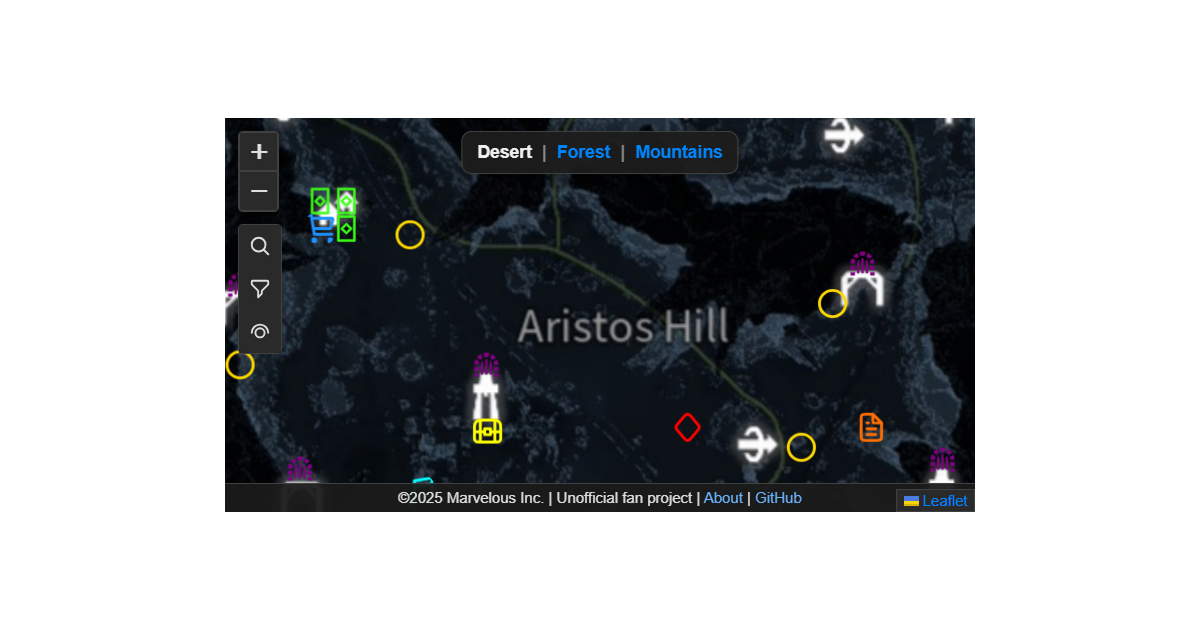 Desert | Forest | Mountains
Aristos Hill
©2025 Marvelous Inc. | Unofficial fan project | About | GitHub
Leaflet